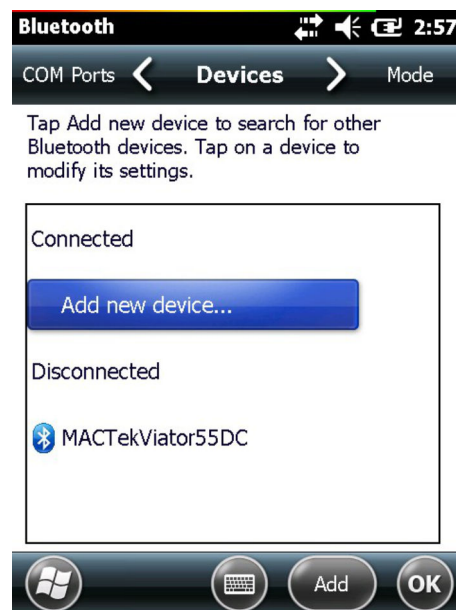 Bluetooth 2:57
COM Ports Devices Mode
Tap Add new device to search for other
Bluetooth devices. Tap on a device to
modify its settings.
Connected
Add new device...
Disconnected
MACTekViator55DC
Add OK